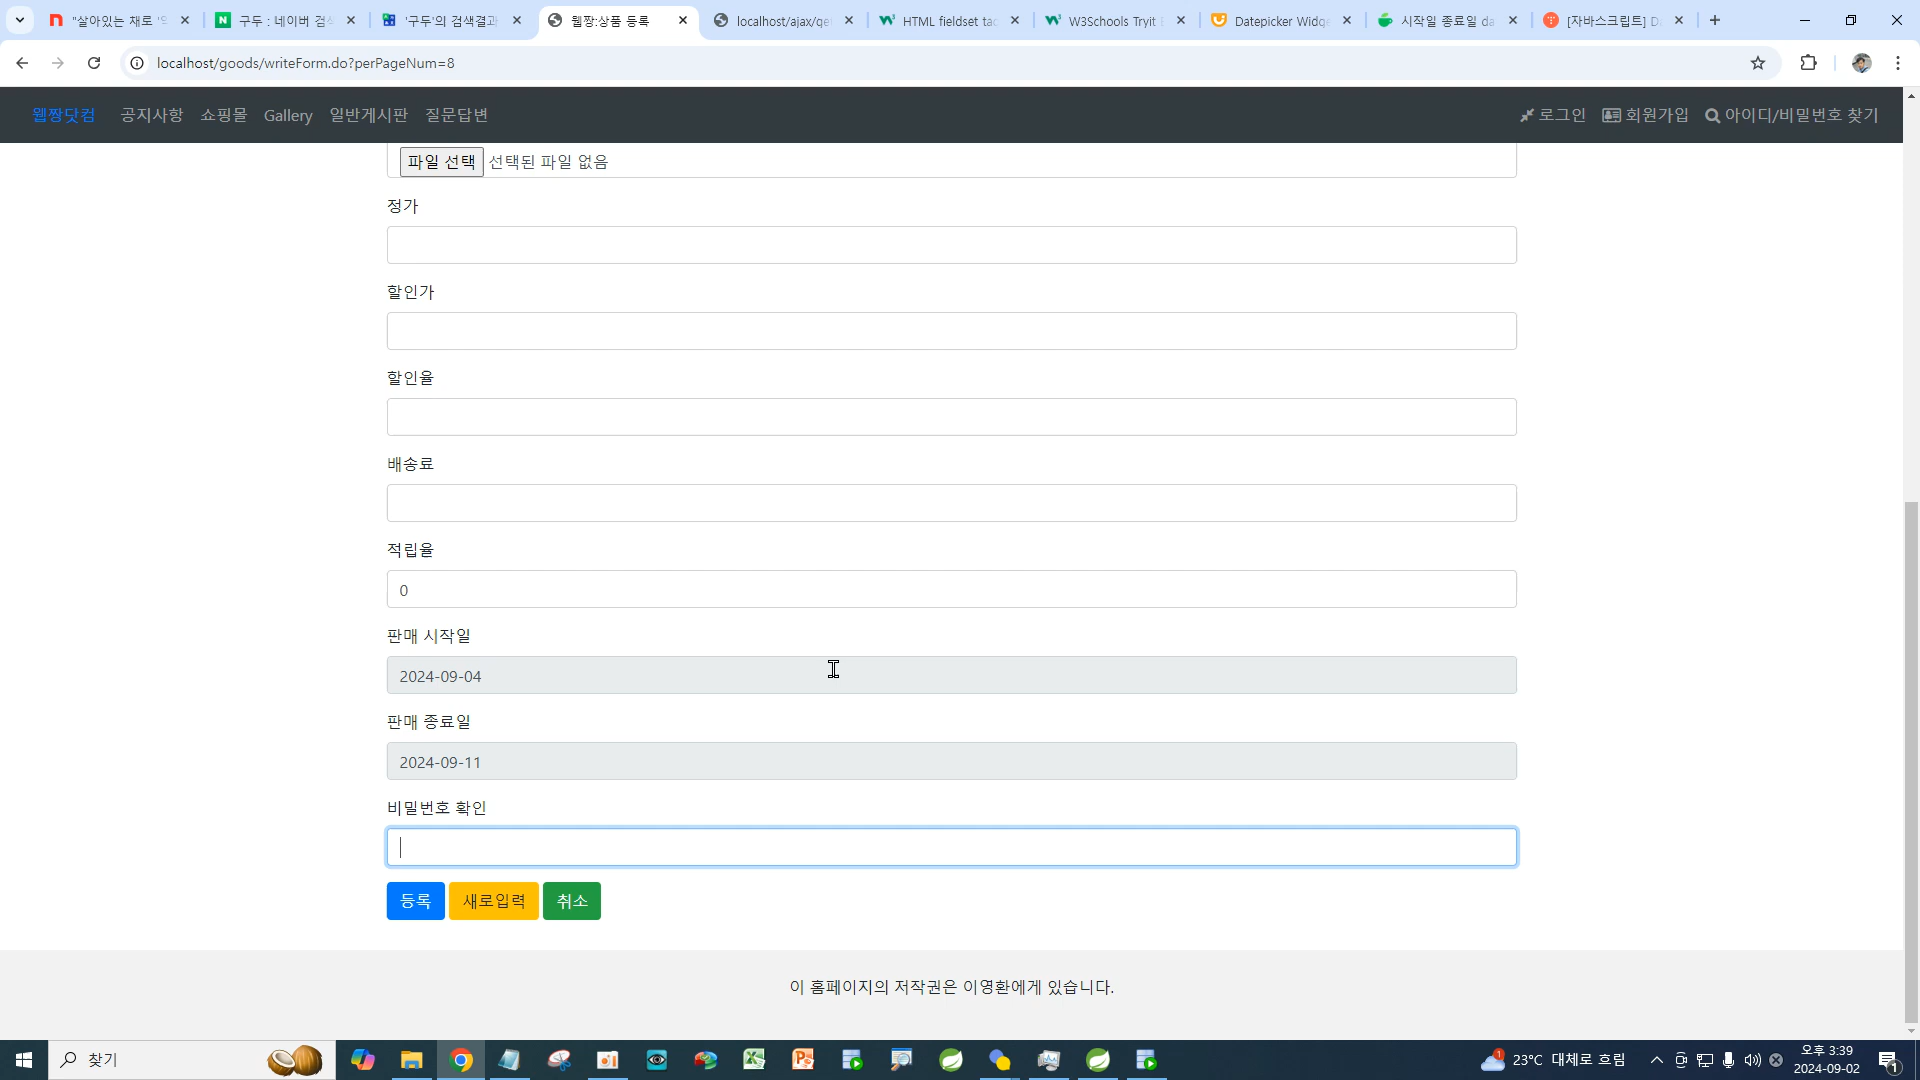 "살아있는 채로
구두 : 네이버 검
'구두'의 검색결과
웹짱:상품 등록
localhost/ajax/ge
HTML fieldset tag
W3Schools Tryit
Datepicker Widge
시작일 종료일 da
[자바스크립트] D
localhost/goods/writeForm.do?perPageNum=8
웹짱닷컴 공지사항 쇼핑몰 Gallery 일반게시판 질문답변 로그인 회원가입 아이디/비밀번호 찾기
파일 선택 선택된 파일 없음
정가
할인가
할인율
배송료
적립율
0
판매 시작일
2024-09-04
판매 종료일
2024-09-11
비밀번호 확인
등록 새로입력 취소
이 홈페이지의 저작권은 이영환에게 있습니다.
찾기
23°C 대체로 흐림
오후 3:39
2024-09-02
1